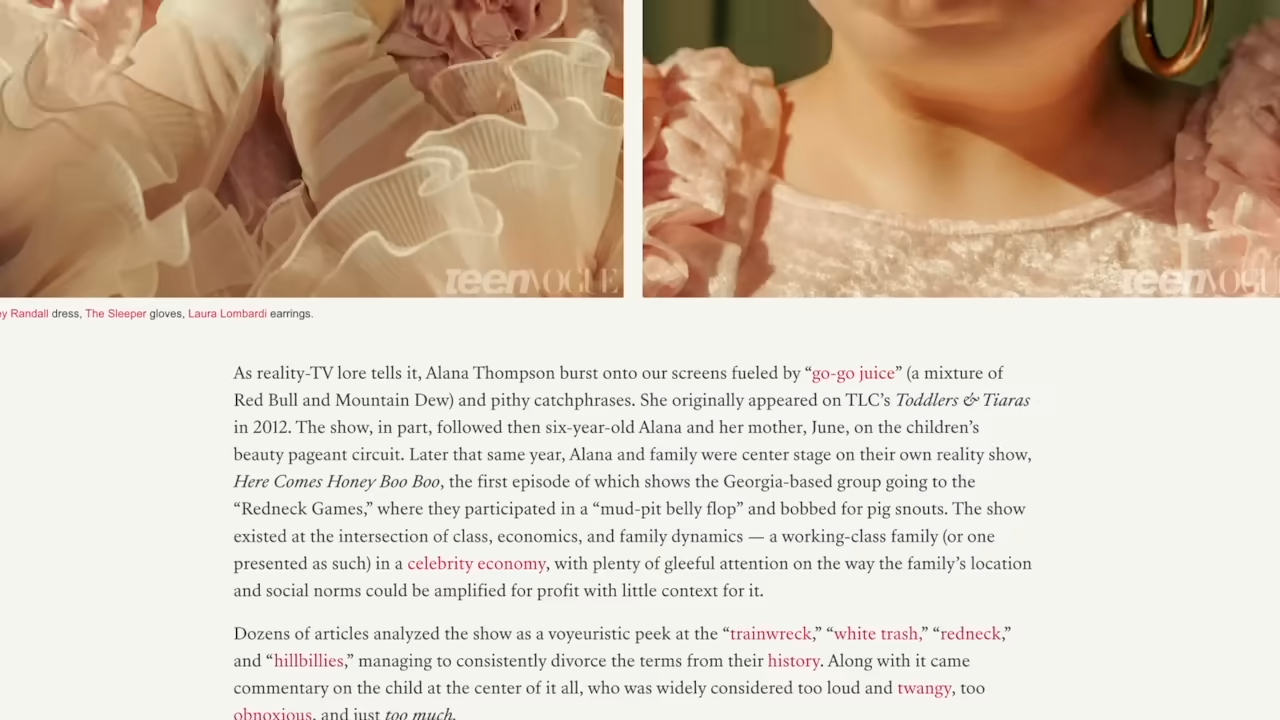 Teen VOGUE
Teen VOGU
ey Randall dress, The Sleeper gloves, Laura Lombardi earrings.
As reality-TV lore tells it, Alana Thompson burst onto our screens fueled by “go-go juice” (a mixture of
Red Bull and Mountain Dew) and pithy catchphrases. She originally appeared on TLC’s Toddlers & Tiaras
in 2012. The show, in part, followed then six-year-old Alana and her mother, June, on the children’s
beauty pageant circuit. Later that same year, Alana and family were center stage on their own reality show,
Here Comes Honey Boo Boo, the first episode of which shows the Georgia-based group going to the
“Redneck Games,” where they participated in a “mud-pit belly flop” and bobbed for pig snouts. The show
existed at the intersection of class, economics, and family dynamics — a working-class family (or one
presented as such) in a celebrity economy, with plenty of gleeful attention on the way the family’s location
and social norms could be amplified for profit with little context for it.
Dozens of articles analyzed the show as a voyeuristic peek at the “trainwreck,” “white trash,” “redneck,”
and “hillbillies,” managing to consistently divorce the terms from their history. Along with it came
commentary on the child at the center of it all, who was widely considered too loud and twangy, too
obnoxious, and just too much.